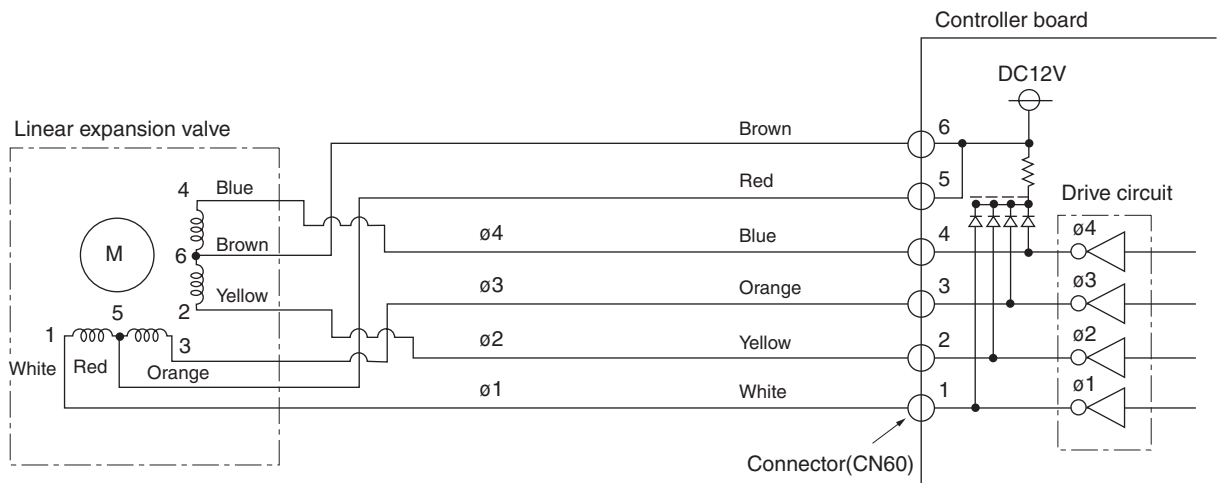 Controller board
DC12V
Linear expansion valve
Brown
6
4
Blue
Red
5
Drive circuit
M
6
Brown
ø4
Blue
4
ø4
2
Yellow
ø3
Orange
3
ø3
1
5
3
White
Red
Orange
ø2
Yellow
2
ø2
ø1
White
1
ø1
Connector(CN60)